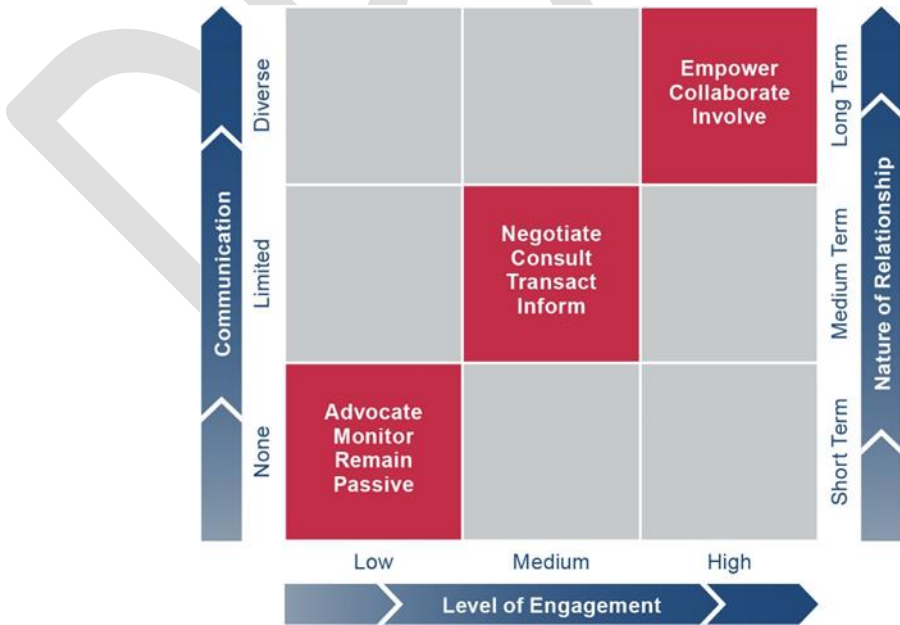 Communication
Diverse
Limited
None
Empower
Collaborate
Involve
Negotiate
Consult
Transact
Inform
Advocate
Monitor
Remain
Passive
Long Term
Medium Term
Short Term
Nature of Relationship
Low
Medium
High
Level of Engagement